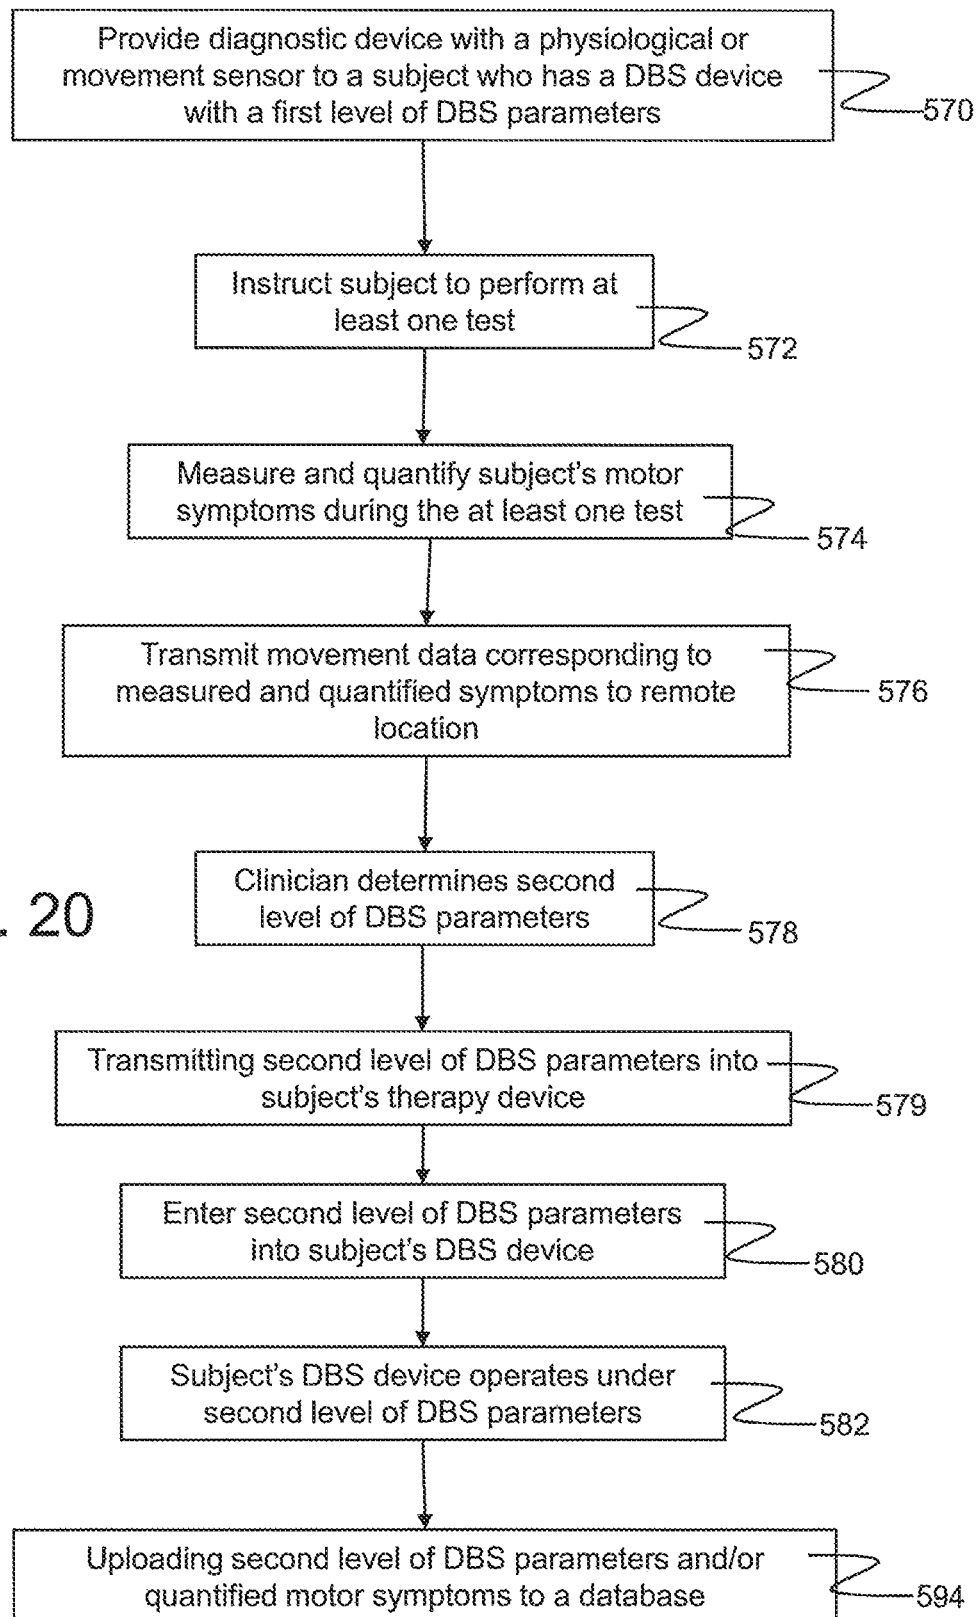 Provide diagnostic device with a physiological or
movement sensor to a subject who has a DBS device
with a first level of DBS parameters
570
Instruct subject to perform at
least one test
572
Measure and quantify subject's motor
symptoms during the at least one test
574
Transmit movement data corresponding to
measured and quantified symptoms to remote
location
576
Clinician determines second
level of DBS parameters
578
. 20
Transmitting second level of DBS parameters into
subject's therapy device
579
Enter second level of DBS parameters
into subject's DBS device
580
Subject's DBS device operates under
second level of DBS parameters
582
Uploading second level of DBS parameters and/or
quantified motor symptoms to a database
594